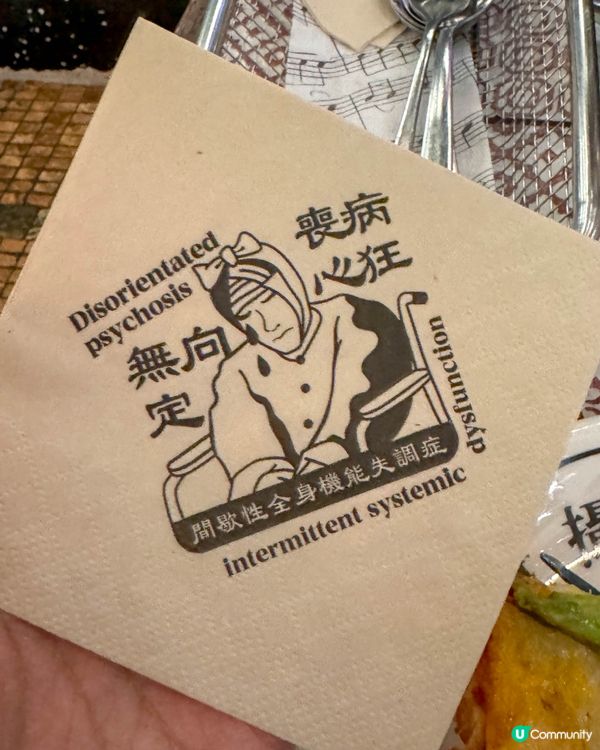 Disorientated
psychosis
無定
向
喪心
病狂
間歇性全身機能失調症
intermittent systemic
dysfunction
U Community